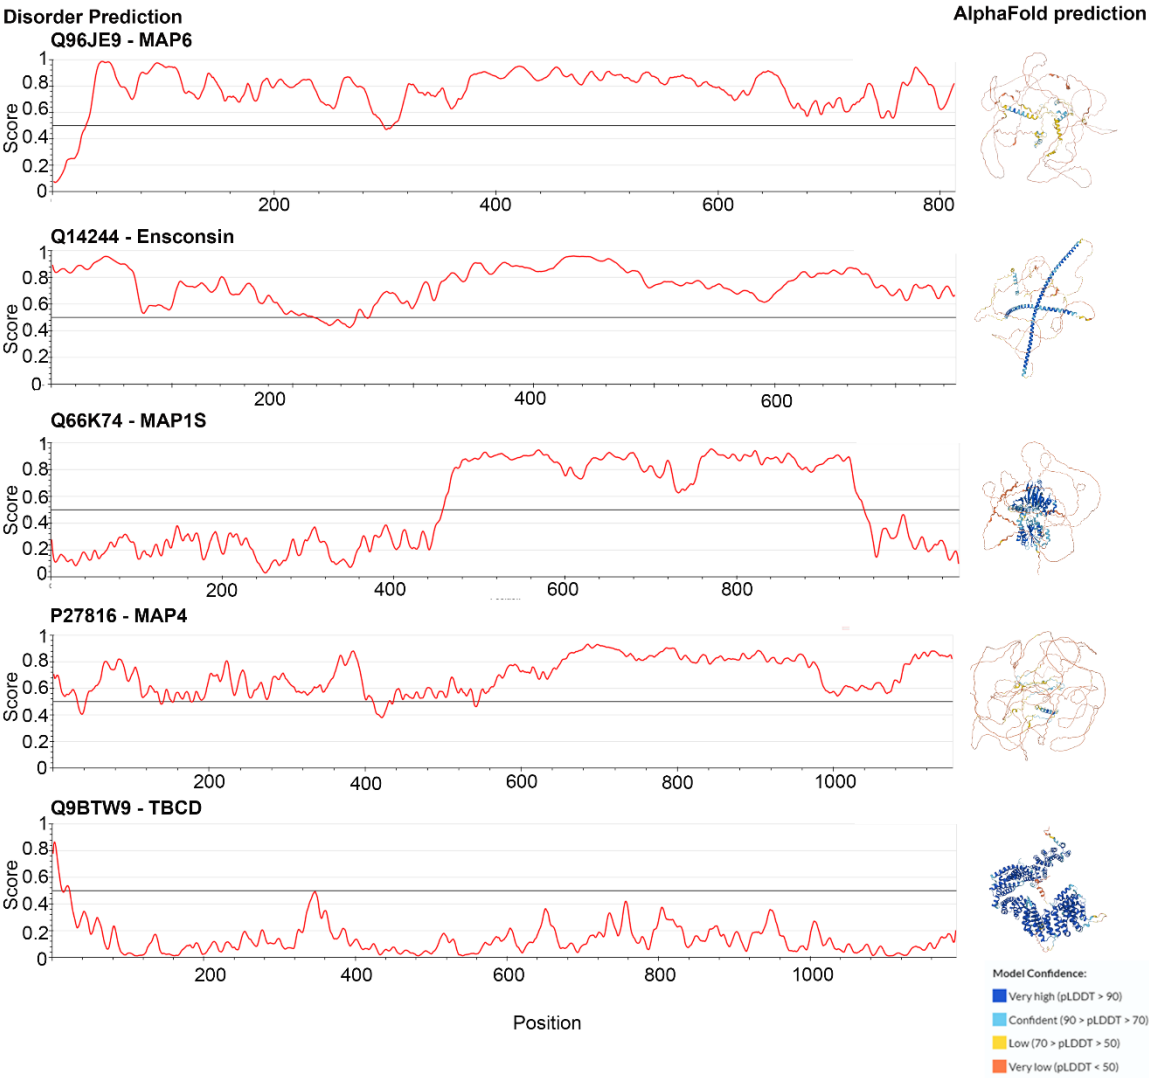 Disorder Prediction
AlphaFold prediction
Q96JE9 - MAP6
1
0.8
0.6
0.4
0.2
0
Score
200
400
600
800
Q14244 - Ensconsin
1
0.8
0.6
0.4
0.2
0
Score
200
400
600
Q66K74 - MAP1S
1
0.8
0.6
0.4
0.2
0
Score
200
400
600
800
P27816 - MAP4
1
0.8
0.6
0.4
0.2
0
Score
200
400
600
800
1000
Q9BTW9 - TBCD
1
0.8
0.6
0.4
0.2
0
Score
200
400
600
800
1000
Position
Model Confidence:
Very high (pLDDT > 90)
Confident (90 > pLDDT > 70)
Low (70 > pLDDT > 50)
Very low (pLDDT < 50)